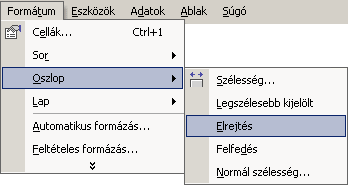 Formátum Eszközök Adatok Ablak Súgó
Cellák... Ctrl+1
Sor
Oszlop
Lap
Automatikus formázás...
Feltételes formázás...
Szélesség...
Legszélesebb kijelölt
Elrejtés
Felfedés
Normál szélesség...